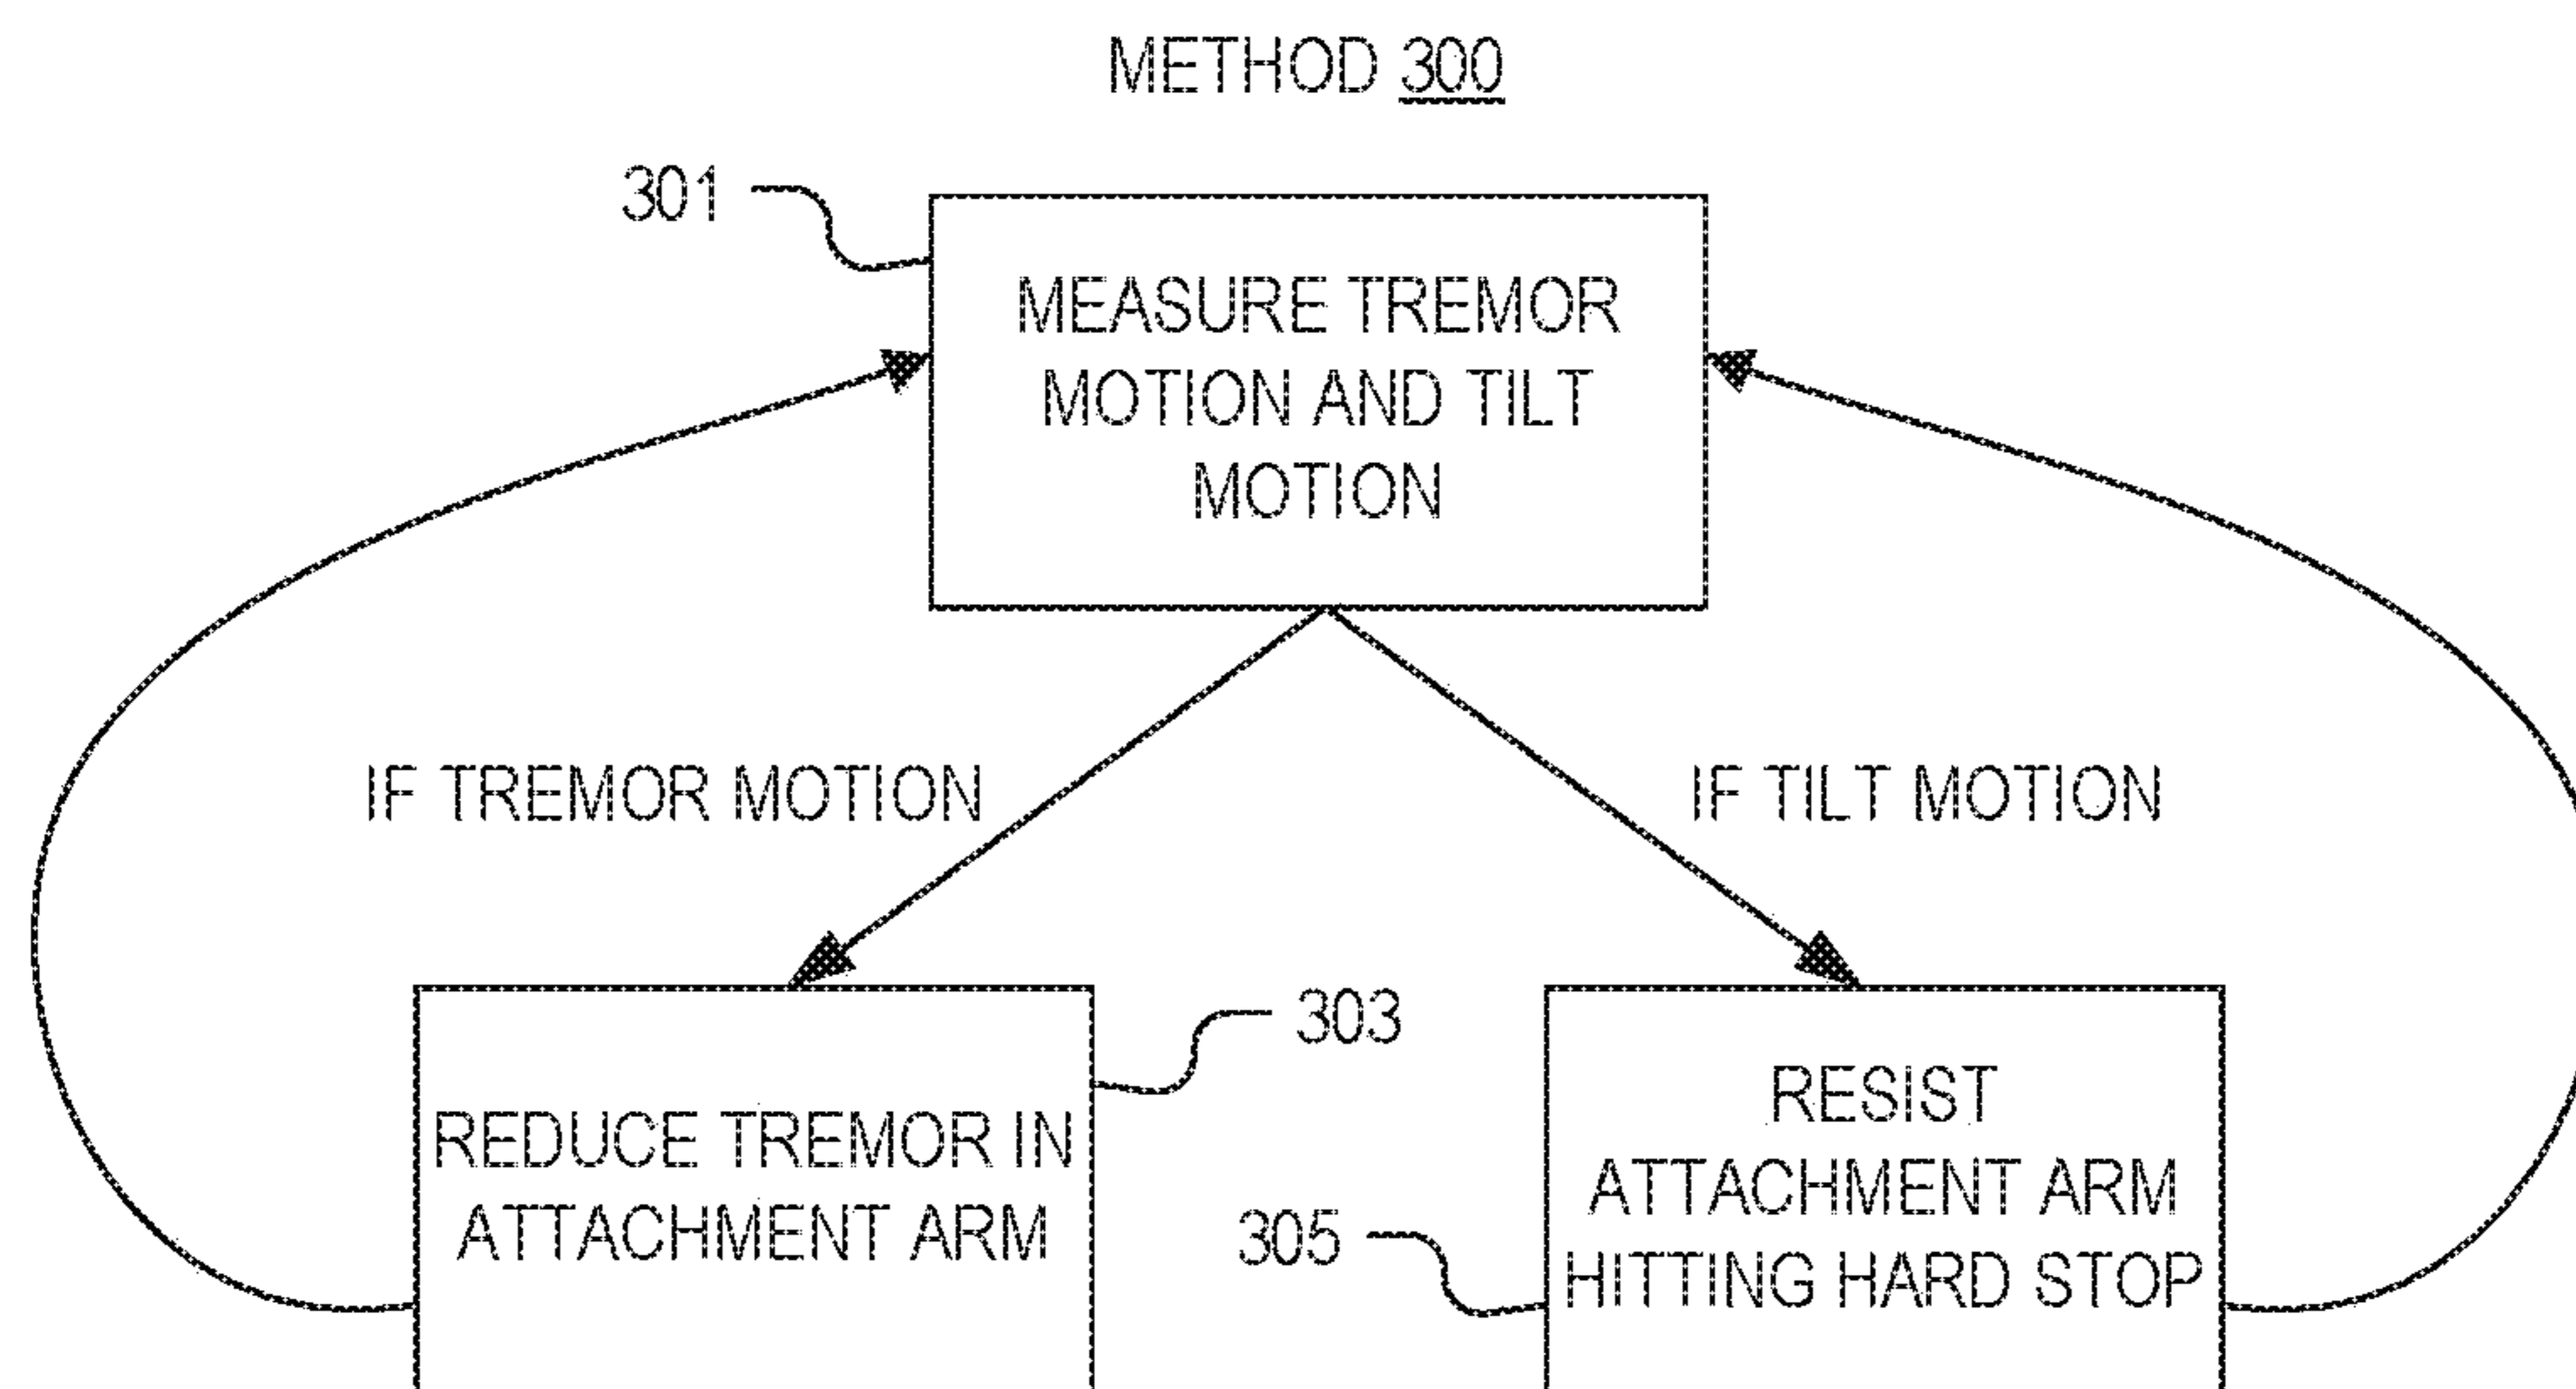 METHOD 300
301
MEASURE TREMOR
MOTION AND TILT
MOTION
IF TREMOR MOTION
IF TILT MOTION
303
REDUCE TREMOR IN
ATTACHMENT ARM
305
RESIST
ATTACHMENT ARM
HITTING HARD STOP